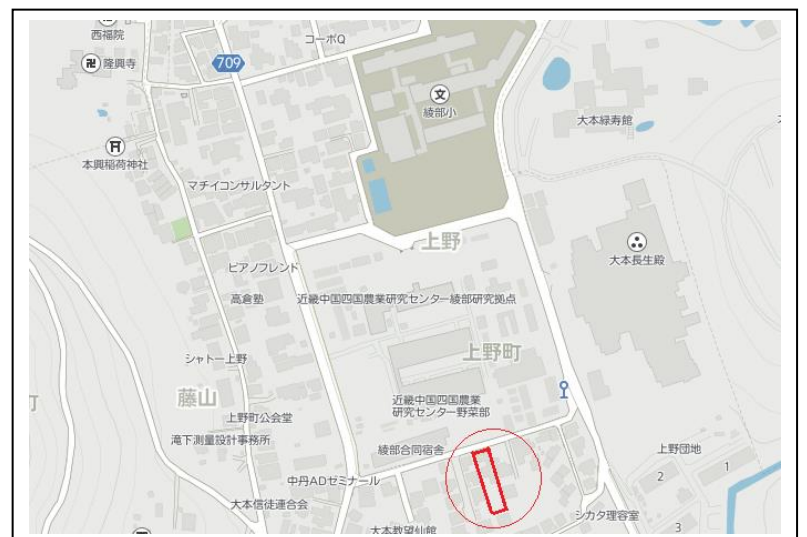 西福院
コーポQ
卍 隆興寺
709
文
綾部小
大本緑寿館
本興稲荷神社
マチイコンサルタント
上野
大本長生殿
ピアノフレンド
高倉塾
近畿中国四国農業研究センター綾部研究拠点
上野町
シャトー上野
藤山
近畿中国四国農業
研究センター野菜部
上野町公会堂
滝下測量設計事務所
綾部合同宿舎
上野団地
中丹ADゼミナール
2
1
大本信徒連合会
シカタ理容室
大本教望仙館
3
町